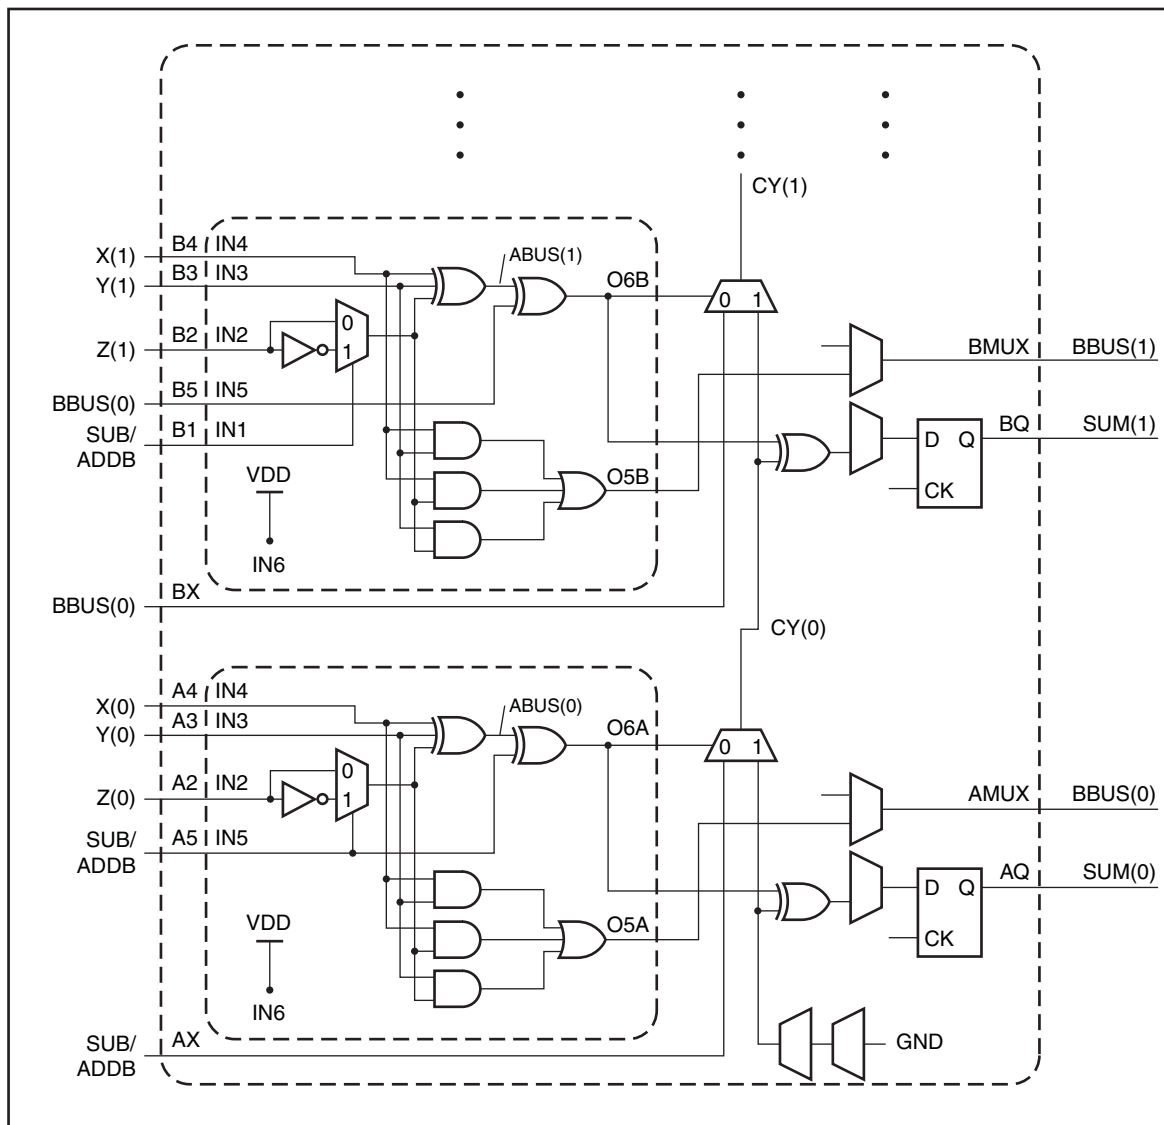 CY(1)
X(1) B4 IN4
Y(1) B3 IN3
ABUS(1)
O6B
0 1
Z(1) B2 IN2
0
1
BMUX BBUS(1)
BBUS(0) B5 IN5
SUB/
ADDB B1 IN1
D Q
CK
BQ SUM(1)
VDD
IN6
O5B
BBUS(0) BX
CY(0)
X(0) A4 IN4
Y(0) A3 IN3
ABUS(0)
O6A
0 1
Z(0) A2 IN2
0
1
AMUX BBUS(0)
SUB/
ADDB A5 IN5
D Q
CK
AQ SUM(0)
VDD
IN6
O5A
SUB/
ADDB AX
GND